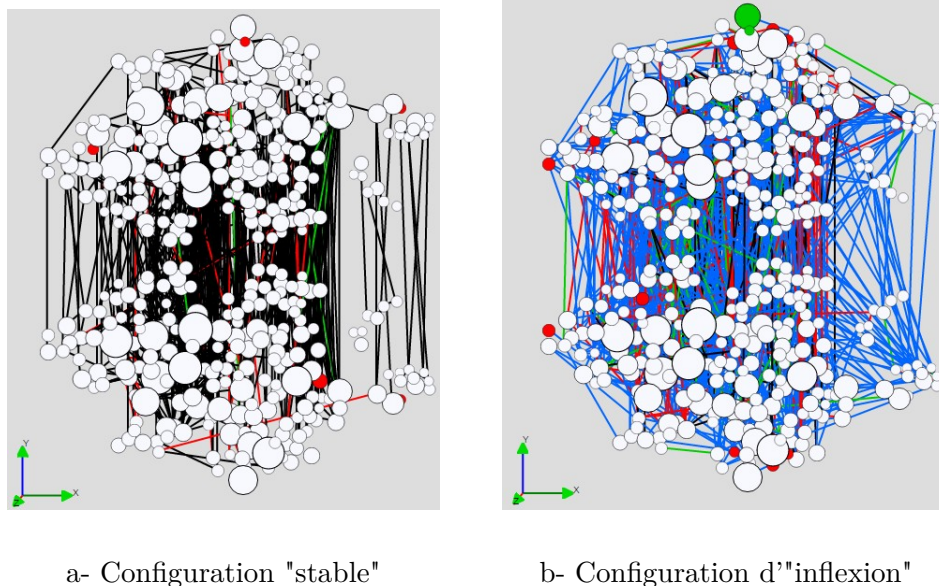 Y
X
Z
Y
X
Z
a- Configuration "stable"
b- Configuration d'"inflexion"